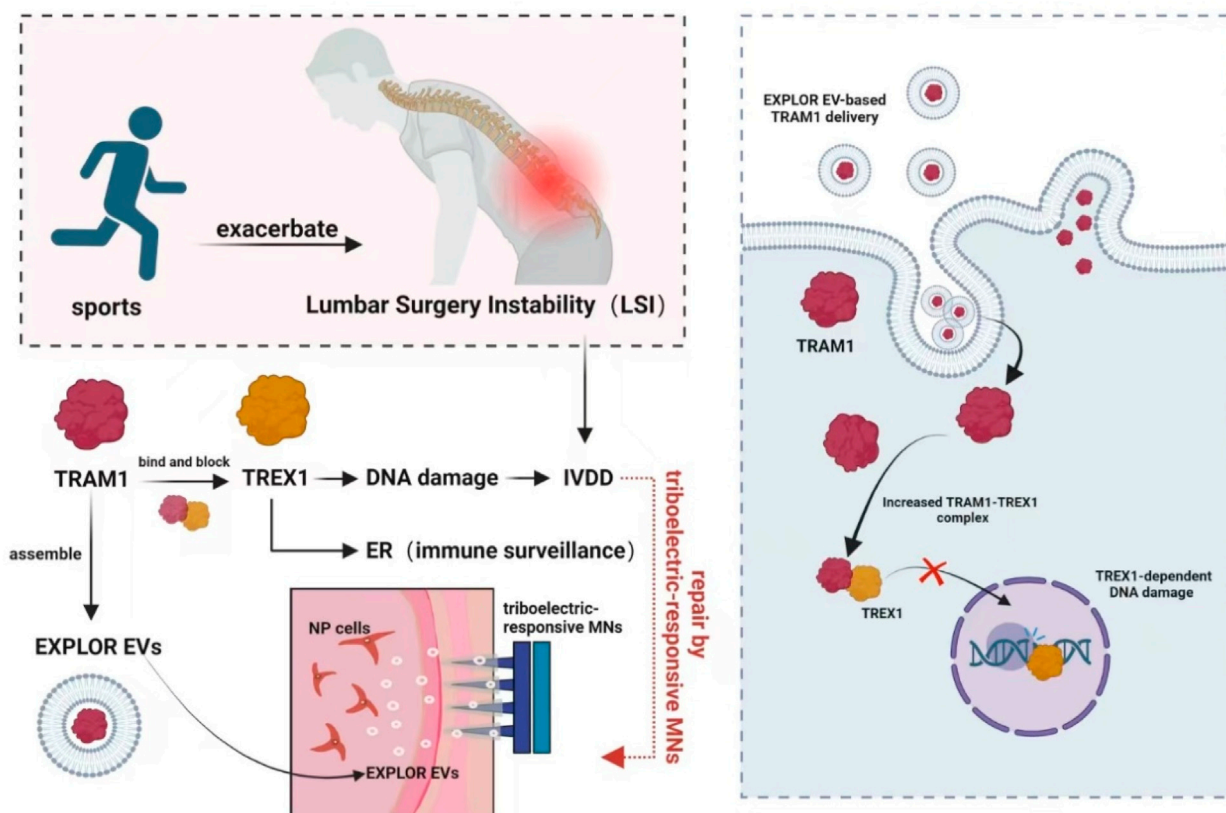 exacerbate
sports
Lumbar Surgery Instability（LSI）
TRAM1
bind and block
TREX1
DNA damage
IVDD
assemble
ER（immune surveillance）
EXPLOR EVs
NP cells
EXPLOR EVs
triboelectric-
responsive MNs
repair by
triboelectric-responsive MNs
EXPLOR EV-based
TRAM1 delivery
TRAM1
Increased TRAM1-TREX1
complex
TREX1
TREX1-dependent
DNA damage